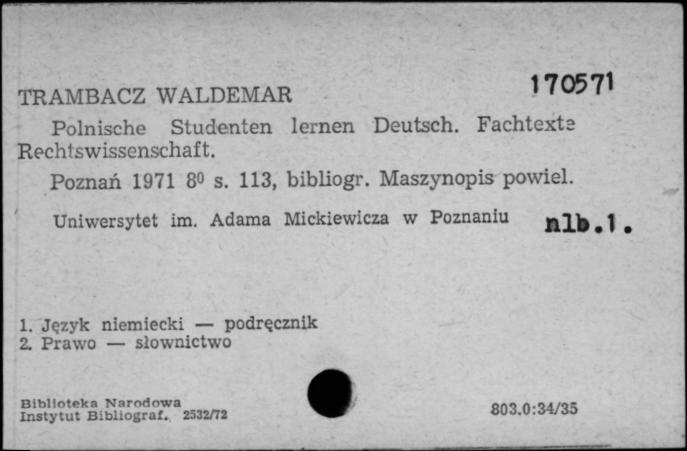 170571
TRAMBACZ WALDEMAR
Polnische Studenten lernen Deutsch. Fachtexte
Rechtswissenschaft.
Poznań 1971 8⁰ s. 113, bibliogr. Maszynopis powiel.
Uniwersytet im. Adama Mickiewicza w Poznaniu
nlb.1.
1. Język niemiecki — podręcznik
2. Prawo — słownictwo
Biblioteka Narodowa
Instytut Bibliograf. 2532/72
803.0:34/35